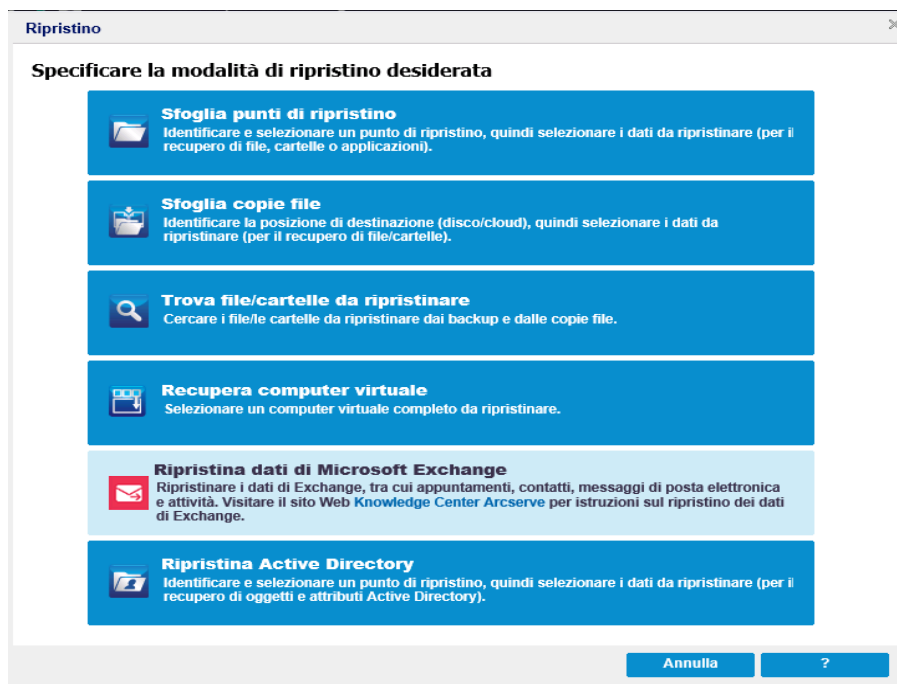 Ripristino
Specificare la modalità di ripristino desiderata
Sfoglia punti di ripristino
Identificare e selezionare un punto di ripristino, quindi selezionare i dati da ripristinare (per il
recupero di file, cartelle o applicazioni).
Sfoglia copie file
Identificare la posizione di destinazione (disco/cloud), quindi selezionare i dati da
ripristinare (per il recupero di file/cartelle).
Trova file/cartelle da ripristinare
Cercare i file/le cartelle da ripristinare dai backup e dalle copie file.
Recupera computer virtuale
Selezionare un computer virtuale completo da ripristinare.
Ripristina dati di Microsoft Exchange
Ripristinare i dati di Exchange, tra cui appuntamenti, contatti, messaggi di posta elettronica
e attività. Visitare il sito Web Knowledge Center Arcserve per istruzioni sul ripristino dei dati
di Exchange.
Ripristina Active Directory
Identificare e selezionare un punto di ripristino, quindi selezionare i dati da ripristinare (per il
recupero di oggetti e attributi Active Directory).
Annulla
?